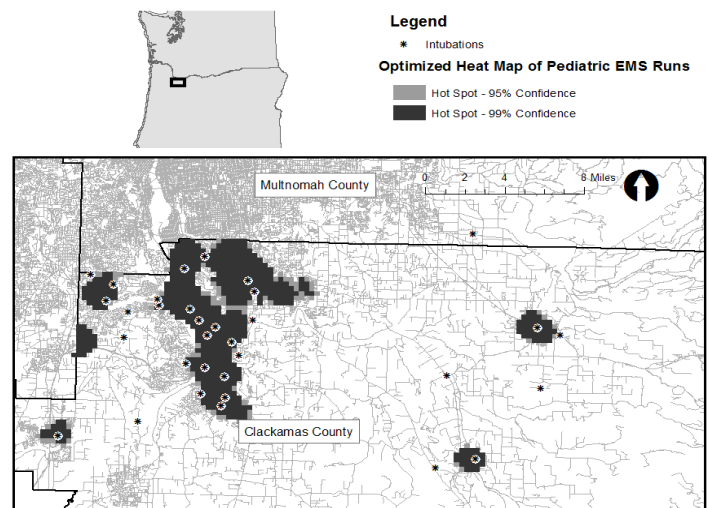 Legend
Intubations
Optimized Heat Map of Pediatric EMS Runs
Hot Spot - 95% Confidence
Hot Spot - 99% Confidence
Multnomah County
0 2 4 8 Miles
Clackamas County